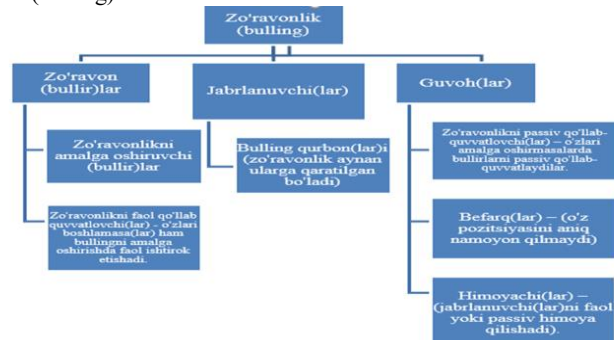 Zo'ravonlik
(bulling)
Zo'ravon
(bullir)lar
Jabrlanuvchi(lar)
Guvoh(lar)
Zo'ravonlikni
amalga oshiruvchi
(bullir)lar
Zo'ravonlikni faol qo'llab
quvvatlovchi(lar) - o'zlari
boshlamasa(lar) ham
bullingni amalga
oshirishda faol ishtirok
etishadi.
Bulling qurbon(lar)i
(zo'ravonlik aynan
ularga qaratilgan
bo'ladi)
Zo'ravonlikni passiv qo'llab-
quvvatlovchi(lar) – o'zlari
amalga oshirmasalarda
bullirlarni passiv qo'llab-
quvvatlaydilar.
Befarq(lar) – (o'z
pozitsiyasini aniq
namoyon qilmaydi)
Himoyachi(lar) –
(jabrlanuvchi(lar)ni faol
yoki passiv himoya
qilishadi).